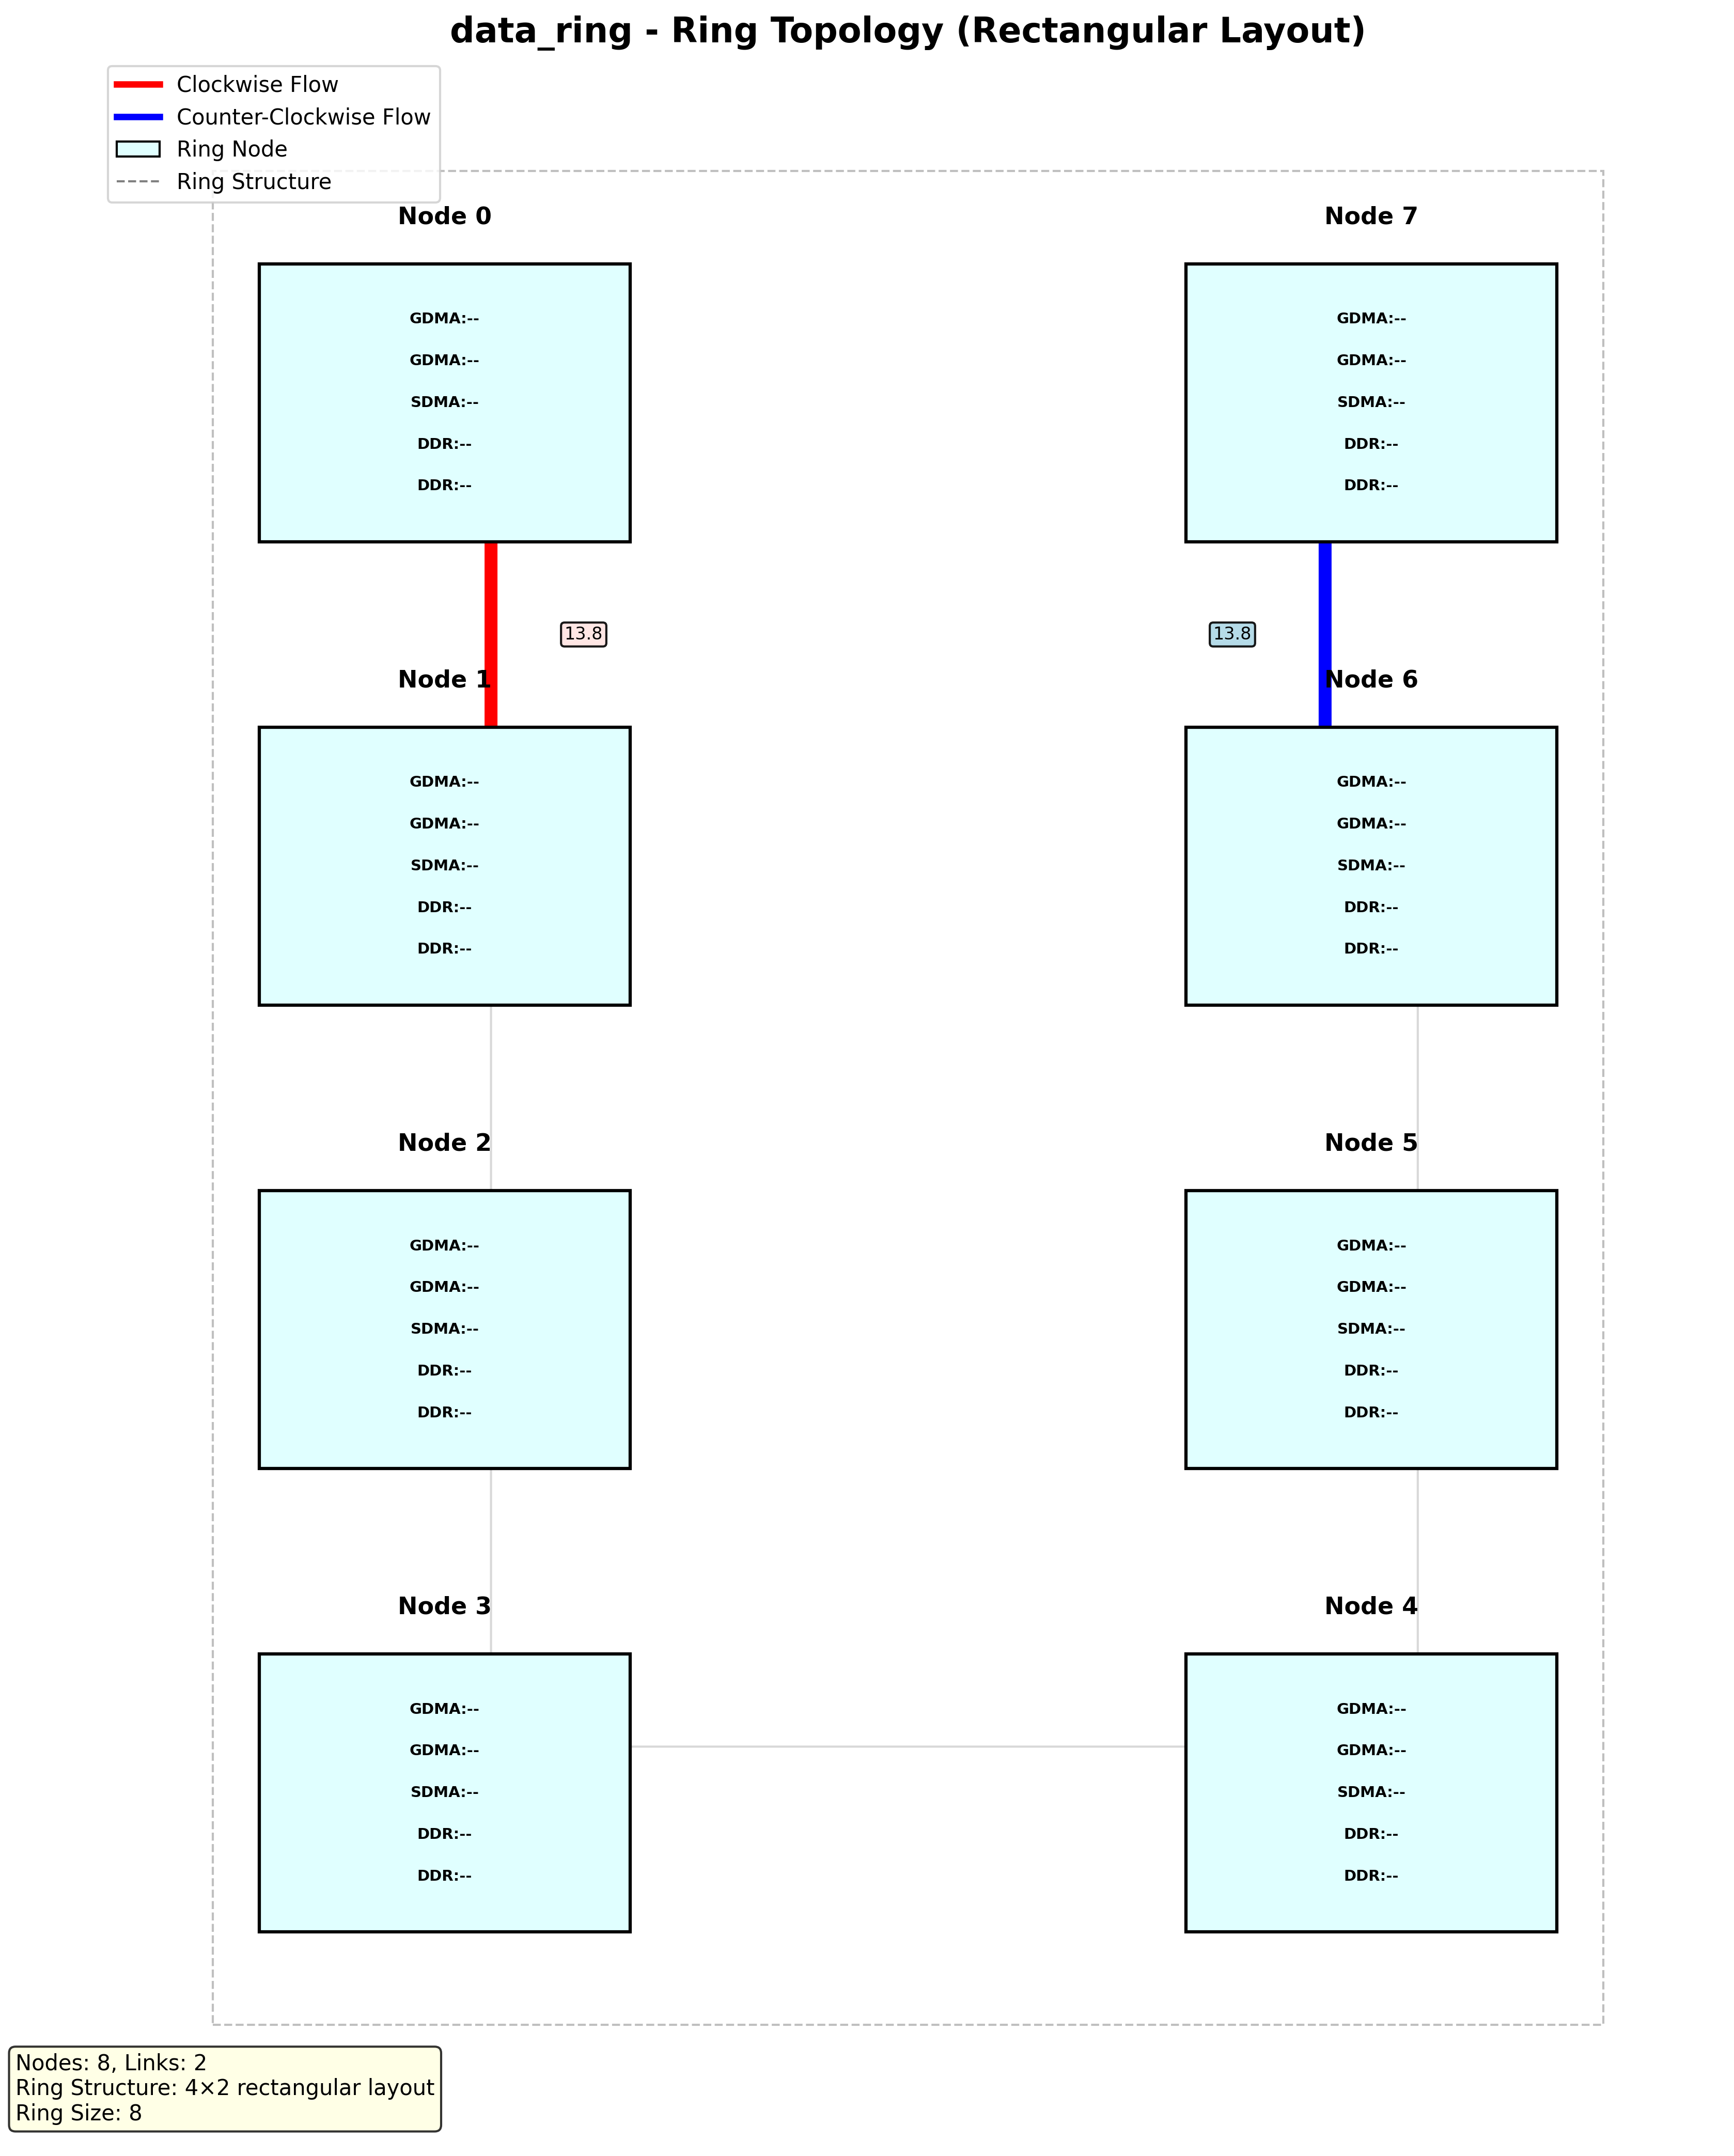 data_ring - Ring Topology (Rectangular Layout)
Clockwise Flow
Counter-Clockwise Flow
Ring Node
Ring Structure
Node 0
GDMA:--
GDMA:--
SDMA:--
DDR:--
DDR:--
Node 7
GDMA:--
GDMA:--
SDMA:--
DDR:--
DDR:--
13.8
13.8
Node 1
GDMA:--
GDMA:--
SDMA:--
DDR:--
DDR:--
Node 6
GDMA:--
GDMA:--
SDMA:--
DDR:--
DDR:--
Node 2
GDMA:--
GDMA:--
SDMA:--
DDR:--
DDR:--
Node 5
GDMA:--
GDMA:--
SDMA:--
DDR:--
DDR:--
Node 3
GDMA:--
GDMA:--
SDMA:--
DDR:--
DDR:--
Node 4
GDMA:--
GDMA:--
SDMA:--
DDR:--
DDR:--
Nodes: 8, Links: 2
Ring Structure: 4×2 rectangular layout
Ring Size: 8